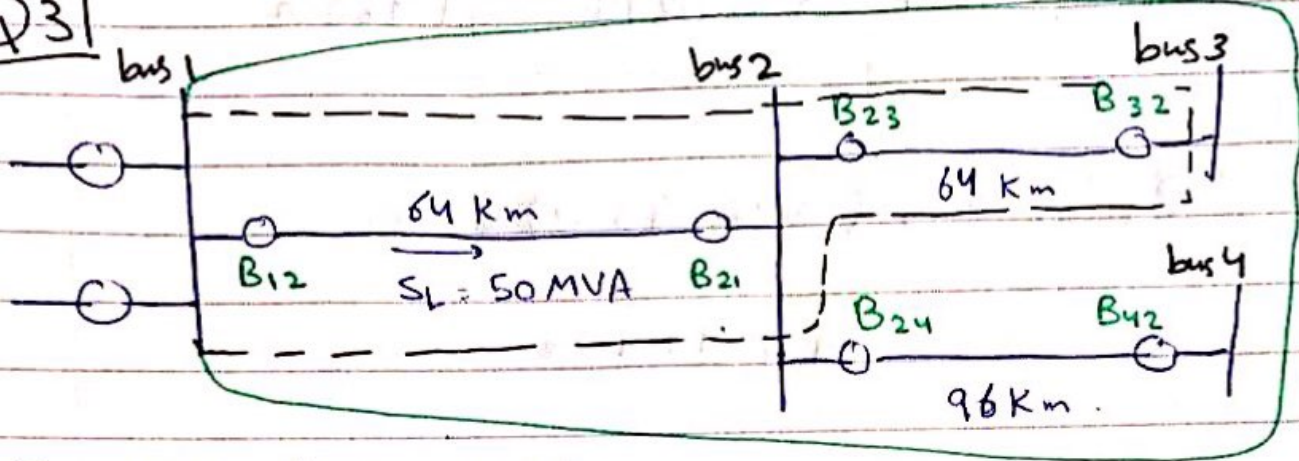 Q31
bus 1
bus 2
bus 3
B23
B32
64 Km
64 Km
B12
SL = 50 MVA
B21
bus 4
B24
B42
96 Km.